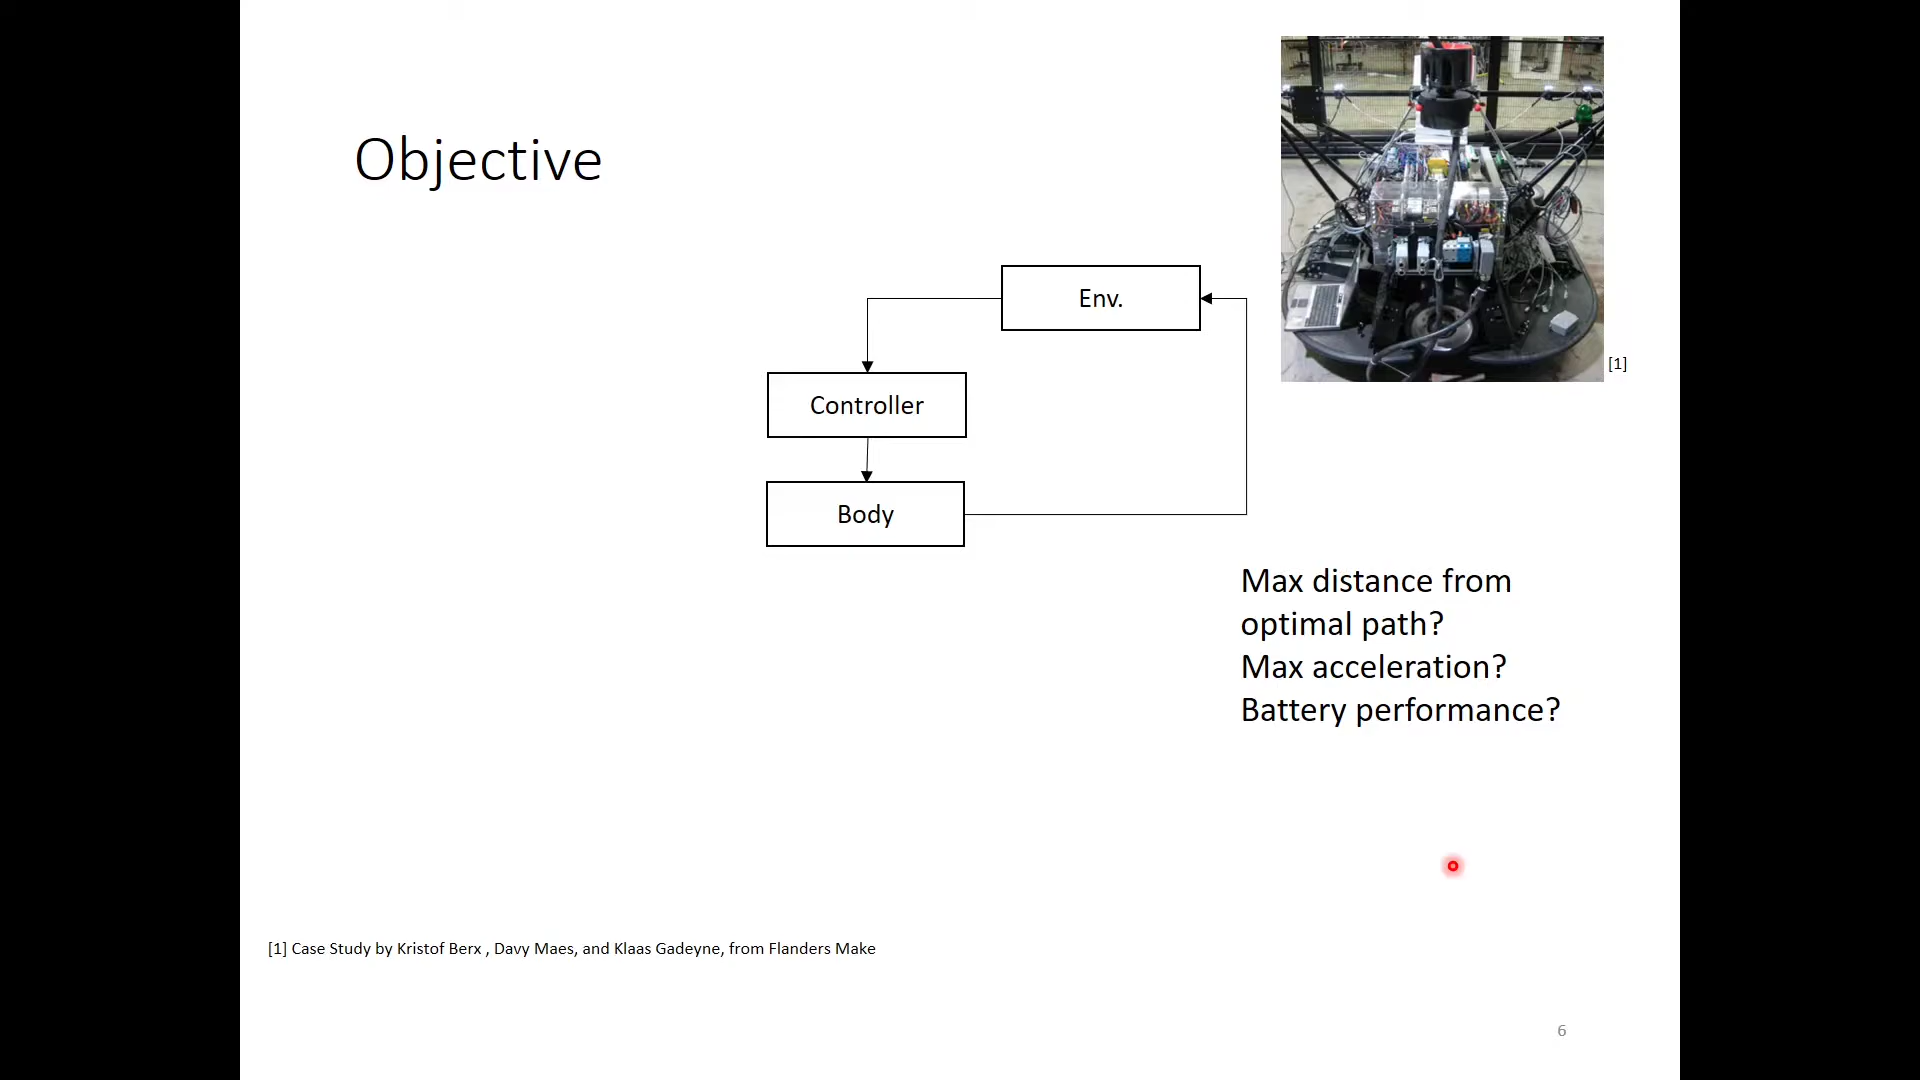 Objective
Env.
[1]
Controller
Body
Max distance from
optimal path?
Max acceleration?
Battery performance?
[1] Case Study by Kristof Berx , Davy Maes, and Klaas Gadeyne, from Flanders Make
6